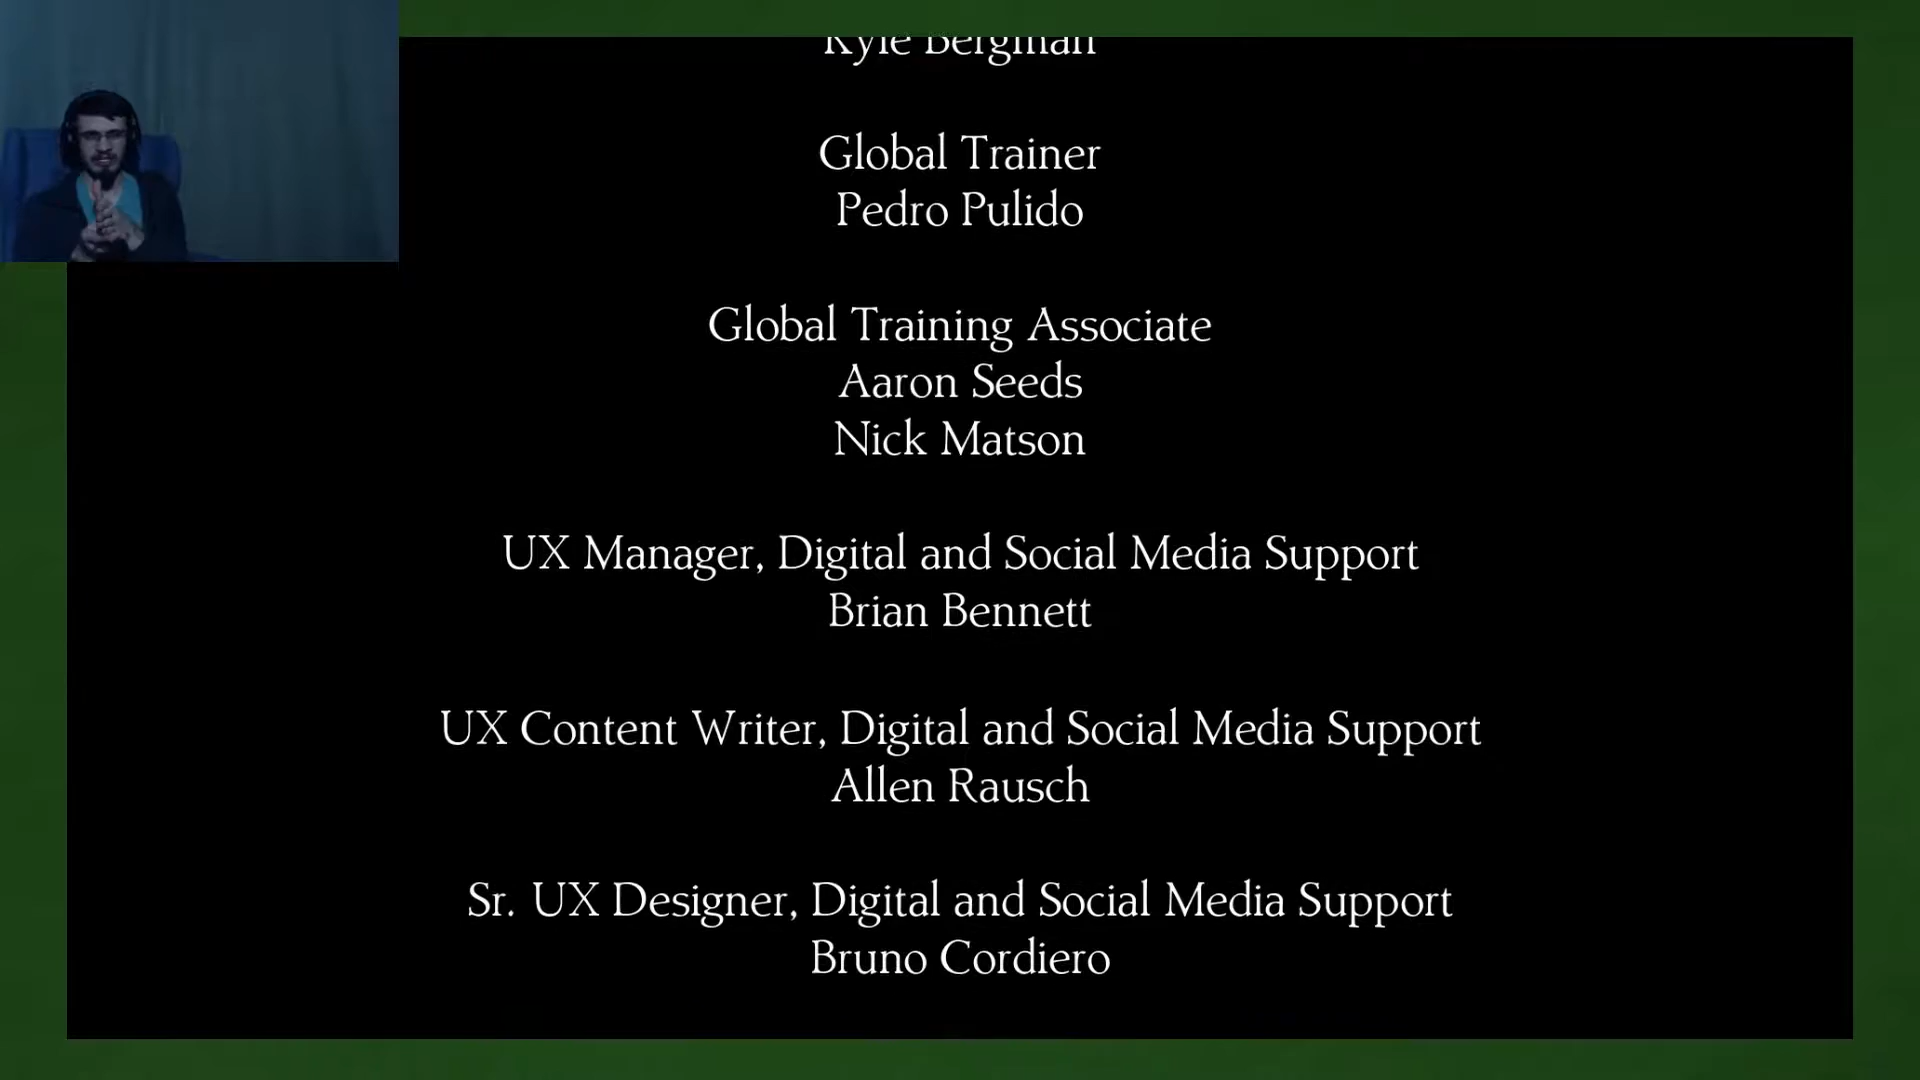 Kyle Bergman
Global Trainer
Pedro Pulido
Global Training Associate
Aaron Seeds
Nick Matson
UX Manager, Digital and Social Media Support
Brian Bennett
UX Content Writer, Digital and Social Media Support
Allen Rausch
Sr. UX Designer, Digital and Social Media Support
Bruno Cordiero